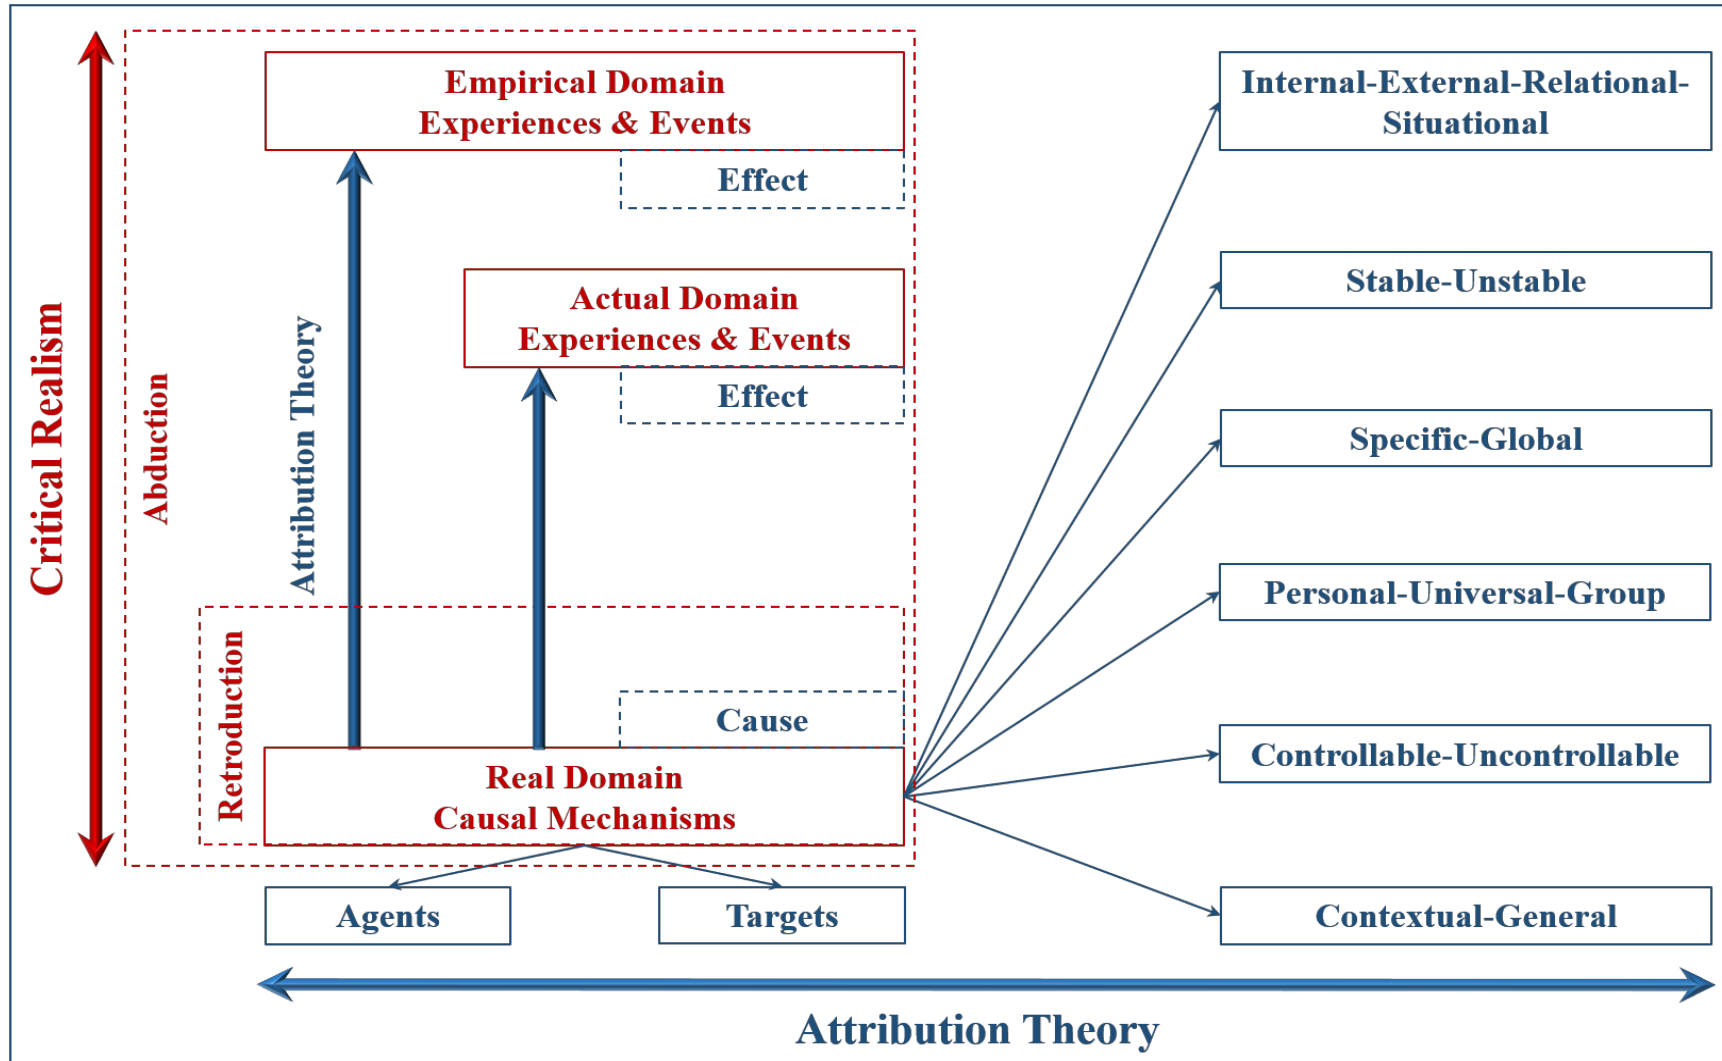 Critical Realism
Abduction
Empirical Domain
Experiences & Events
Effect
Attribution Theory
Actual Domain
Experiences & Events
Effect
Retroduction
Cause
Real Domain
Causal Mechanisms
Agents
Targets
Internal-External-Relational-
Situational
Stable-Unstable
Specific-Global
Personal-Universal-Group
Controllable-Uncontrollable
Contextual-General
Attribution Theory